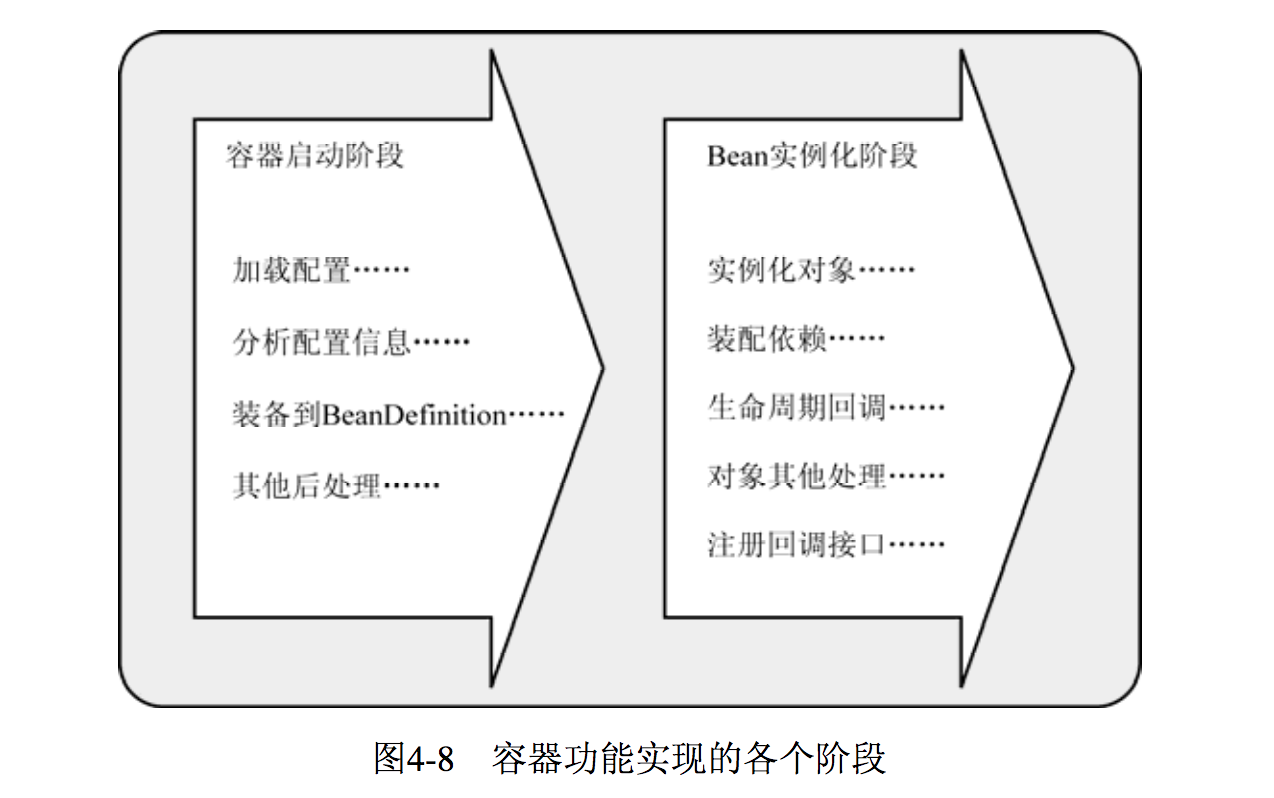 容器启动阶段
加载配置……
分析配置信息……
装备到BeanDefinition……
其他后处理……
Bean实例化阶段
实例化对象……
装配依赖……
生命周期回调……
对象其他处理……
注册回调接口……
图4-8 容器功能实现的各个阶段